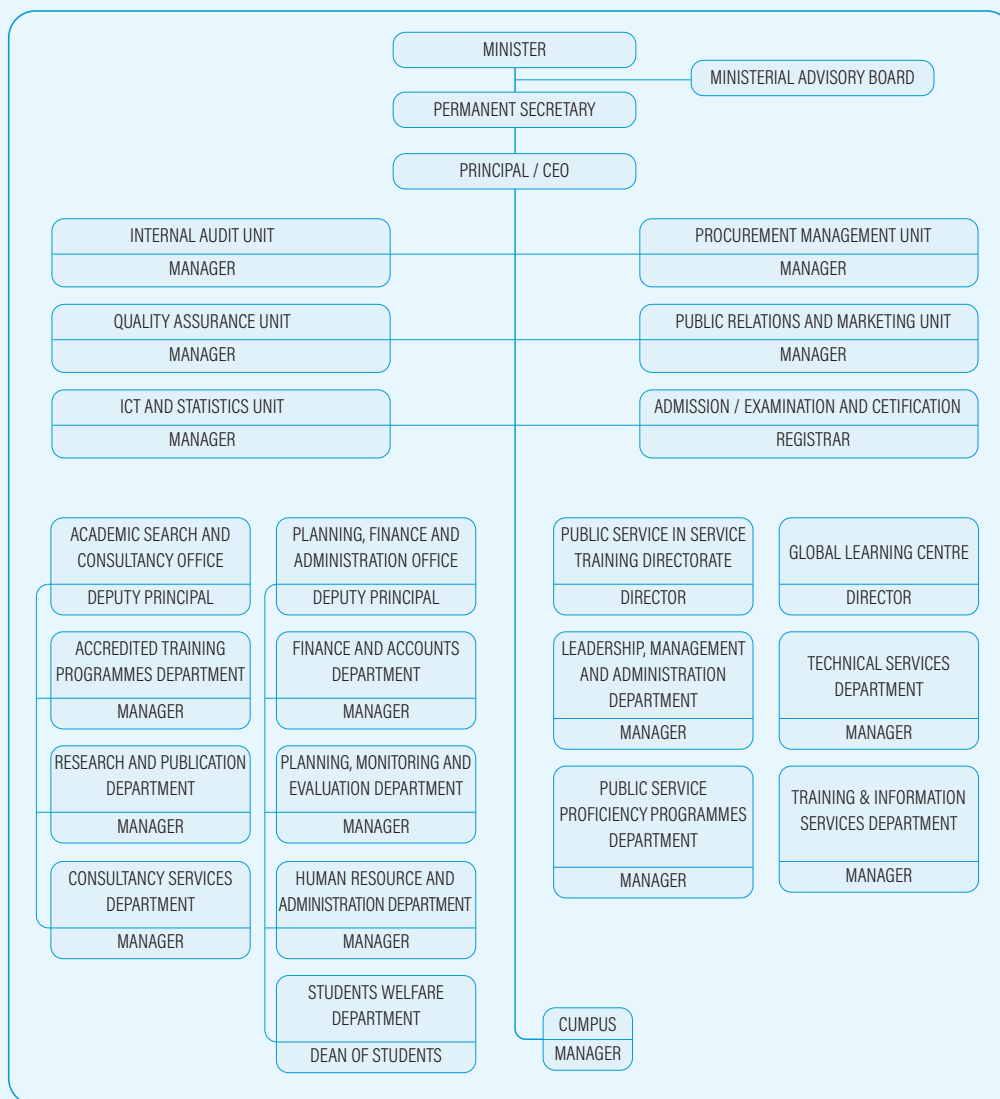 MINISTER
MINISTERIAL ADVISORY BOARD
PERMANENT SECRETARY
PRINCIPAL / CEO
INTERNAL AUDIT UNIT
MANAGER
PROCUREMENT MANAGEMENT UNIT
MANAGER
QUALITY ASSURANCE UNIT
MANAGER
PUBLIC RELATIONS AND MARKETING UNIT
MANAGER
ICT AND STATISTICS UNIT
MANAGER
ADMISSION / EXAMINATION AND CETIFICATION
REGISTRAR
ACADEMIC SEARCH AND
CONSULTANCY OFFICE
DEPUTY PRINCIPAL
ACCREDITED TRAINING
PROGRAMMES DEPARTMENT
MANAGER
RESEARCH AND PUBLICATION
DEPARTMENT
MANAGER
CONSULTANCY SERVICES
DEPARTMENT
MANAGER
PLANNING, FINANCE AND
ADMINISTRATION OFFICE
DEPUTY PRINCIPAL
FINANCE AND ACCOUNTS
DEPARTMENT
MANAGER
PLANNING, MONITORING AND
EVALUATION DEPARTMENT
MANAGER
HUMAN RESOURCE AND
ADMINISTRATION DEPARTMENT
MANAGER
STUDENTS WELFARE
DEPARTMENT
DEAN OF STUDENTS
PUBLIC SERVICE IN SERVICE
TRAINING DIRECTORATE
DIRECTOR
LEADERSHIP, MANAGEMENT
AND ADMINISTRATION
DEPARTMENT
MANAGER
PUBLIC SERVICE
PROFICIENCY PROGRAMMES
DEPARTMENT
MANAGER
GLOBAL LEARNING CENTRE
DIRECTOR
TECHNICAL SERVICES
DEPARTMENT
MANAGER
TRAINING & INFORMATION
SERVICES DEPARTMENT
MANAGER
CUMPUS
MANAGER